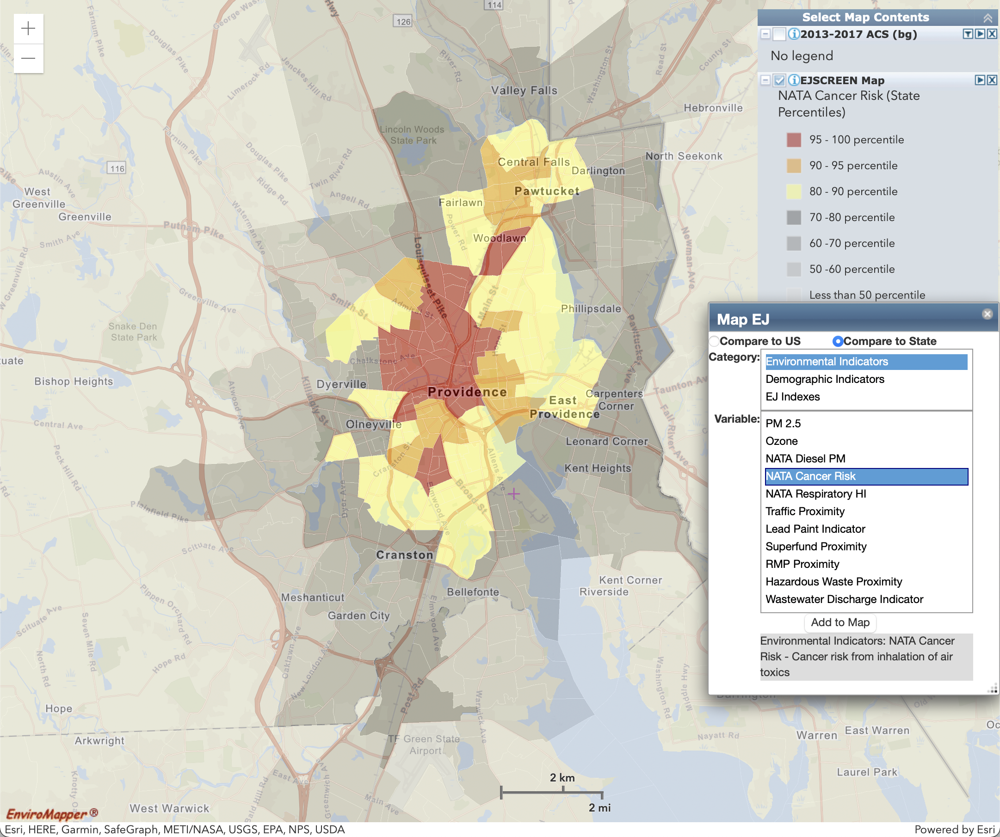 114
126
Hwy
George Was
Farnum Pike
Douglas Pike
Limerock Rd
Jenckes Hill Rd
River Rd
Washington St
Read St
County St
Valley Falls
Hebronville
Lincoln Woods
State Park
North Seekonk
Central Falls
Darlington
Pawtucket
Fairlawn
Power Rd
Woodlawn
116
Farnum Pike
Douglas Pike
Twin River Rd
Ridge Rd
Angell Rd
Austin Ave
Pike
West
Greenville
Greenville
Putnam Pike
Waterman Ave
Smith Ave
W Greenville Rd
Greenville Ave
Louisquisset Pike
Newman Ave
Smith St
Admiral St
N Main St
Hope St
Phillipsdale
Pawtucket Ave
Snake Den
State Park
Chalkstone Ave
Bishop Heights
Dyerville
Killingly St
Atwood Ave
Providence
East
Providence
Carpenters
Corner
Taunton Av
Fall River Ave
Central Ave
Olneyville
Leonard Corner
Kent Heights
Cranston St
Allens Ave
Broad St
Elmwood Ave
Dyer Ave
Peck Hill Rd
Plainfield Pike
Scituate Ave
Cranston
Kent Corner
Riverside
Bellefonte
Meshanticut
Garden City
Elmwood Ave
Pippen Orchard Rd
Scituate Ave
Seven Mile Rd
North Rd
Hope Rd
Oaklawn Ave
New London Ave
Post Rd
Warwick Ave
Washington Rd
Middle Hwy
Hope
Arkwright
TF Green State
Airport
Nayatt Rd
Warren
East Warren
Laurel Park
East Ave
Bald Hill Rd
Greenwich Ave
Main Ave
West Warwick
2 km
2 mi
EnviroMapper ®
Esri, HERE, Garmin, SafeGraph, METI/NASA, USGS, EPA, NPS, USDA
Powered by Esri
Select Map Contents
2013-2017 ACS (bg)
No legend
EJSCREEN Map
NATA Cancer Risk (State
Percentiles)
95 - 100 percentile
90 - 95 percentile
80 - 90 percentile
70 -80 percentile
60 -70 percentile
50 -60 percentile
Less than 50 percentile
Map EJ
Compare to US
Compare to State
Category:
Environmental Indicators
Demographic Indicators
EJ Indexes
Variable:
PM 2.5
Ozone
NATA Diesel PM
NATA Cancer Risk
NATA Respiratory HI
Traffic Proximity
Lead Paint Indicator
Superfund Proximity
RMP Proximity
Hazardous Waste Proximity
Wastewater Discharge Indicator
Add to Map
Environmental Indicators: NATA Cancer
Risk - Cancer risk from inhalation of air
toxics